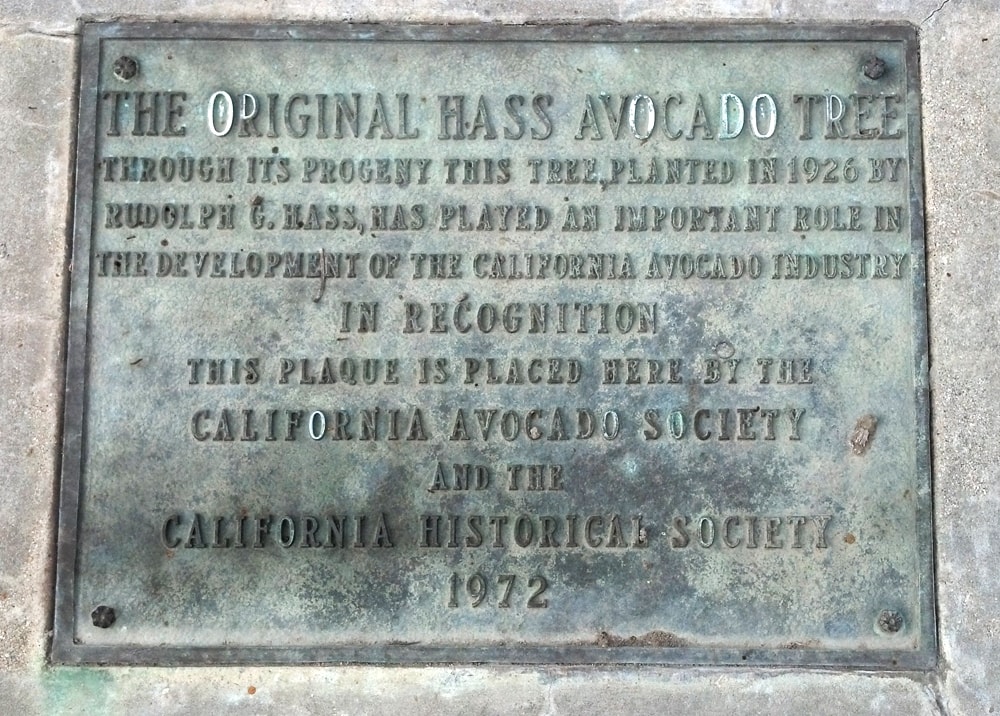 THE ORIGINAL HASS AVOCADO TREE
THROUGH ITS PROGENY THIS TREE, PLANTED IN 1926 BY
RUDOLPH G. HASS, HAS PLAYED AN IMPORTANT ROLE IN
THE DEVELOPMENT OF THE CALIFORNIA AVOCADO INDUSTRY
IN RECOGNITION
THIS PLAQUE IS PLACED HERE BY THE
CALIFORNIA AVOCADO SOCIETY
AND THE
CALIFORNIA HISTORICAL SOCIETY
1972